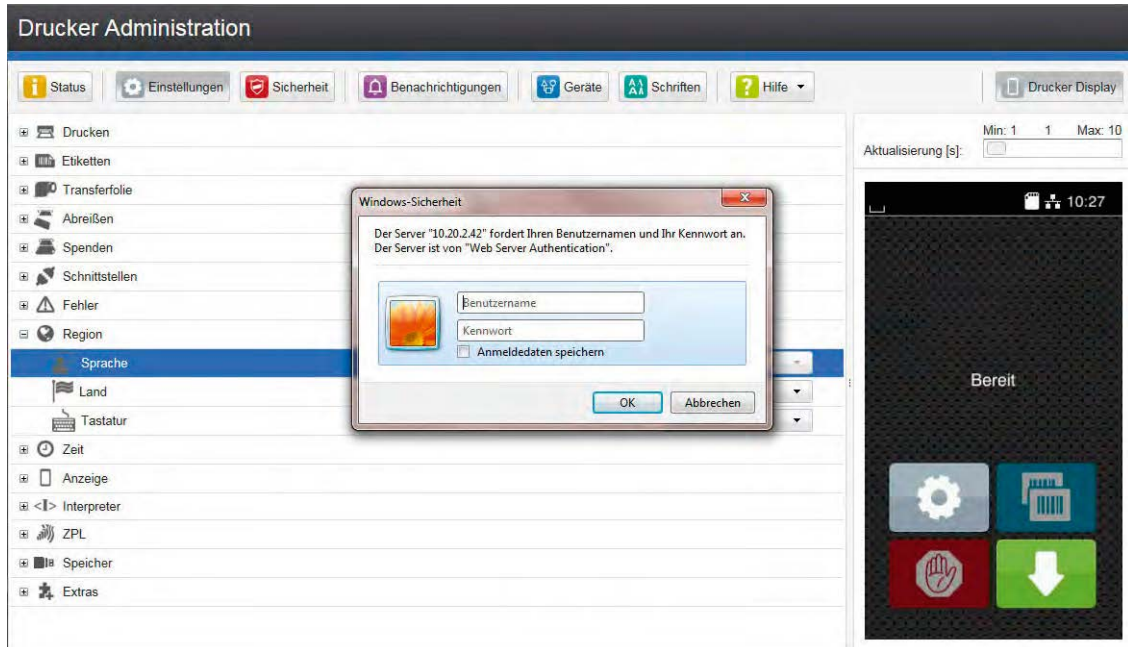 Drucker Administration
Status Einstellungen Sicherheit Benachrichtigungen Geräte Schriften Hilfe Drucker Display
Drucken
Etiketten
Transferfolie
Abreißen
Spenden
Schnittstellen
Fehler
Region
Sprache
Land
Tastatur
Zeit
Anzeige
<I> Interpreter
ZPL
Speicher
Extras
Windows-Sicherheit
Der Server "10.20.2.42" fordert Ihren Benutzernamen und Ihr Kennwort an.
Der Server ist von "Web Server Authentication".
Benutzername
Kennwort
Anmeldedaten speichern
OK Abbrechen
Min: 1 1 Max: 10
Aktualisierung [s]:
10:27
Bereit